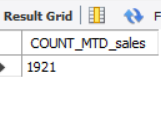 Result Grid F
COUNT_MTD_sales
1921